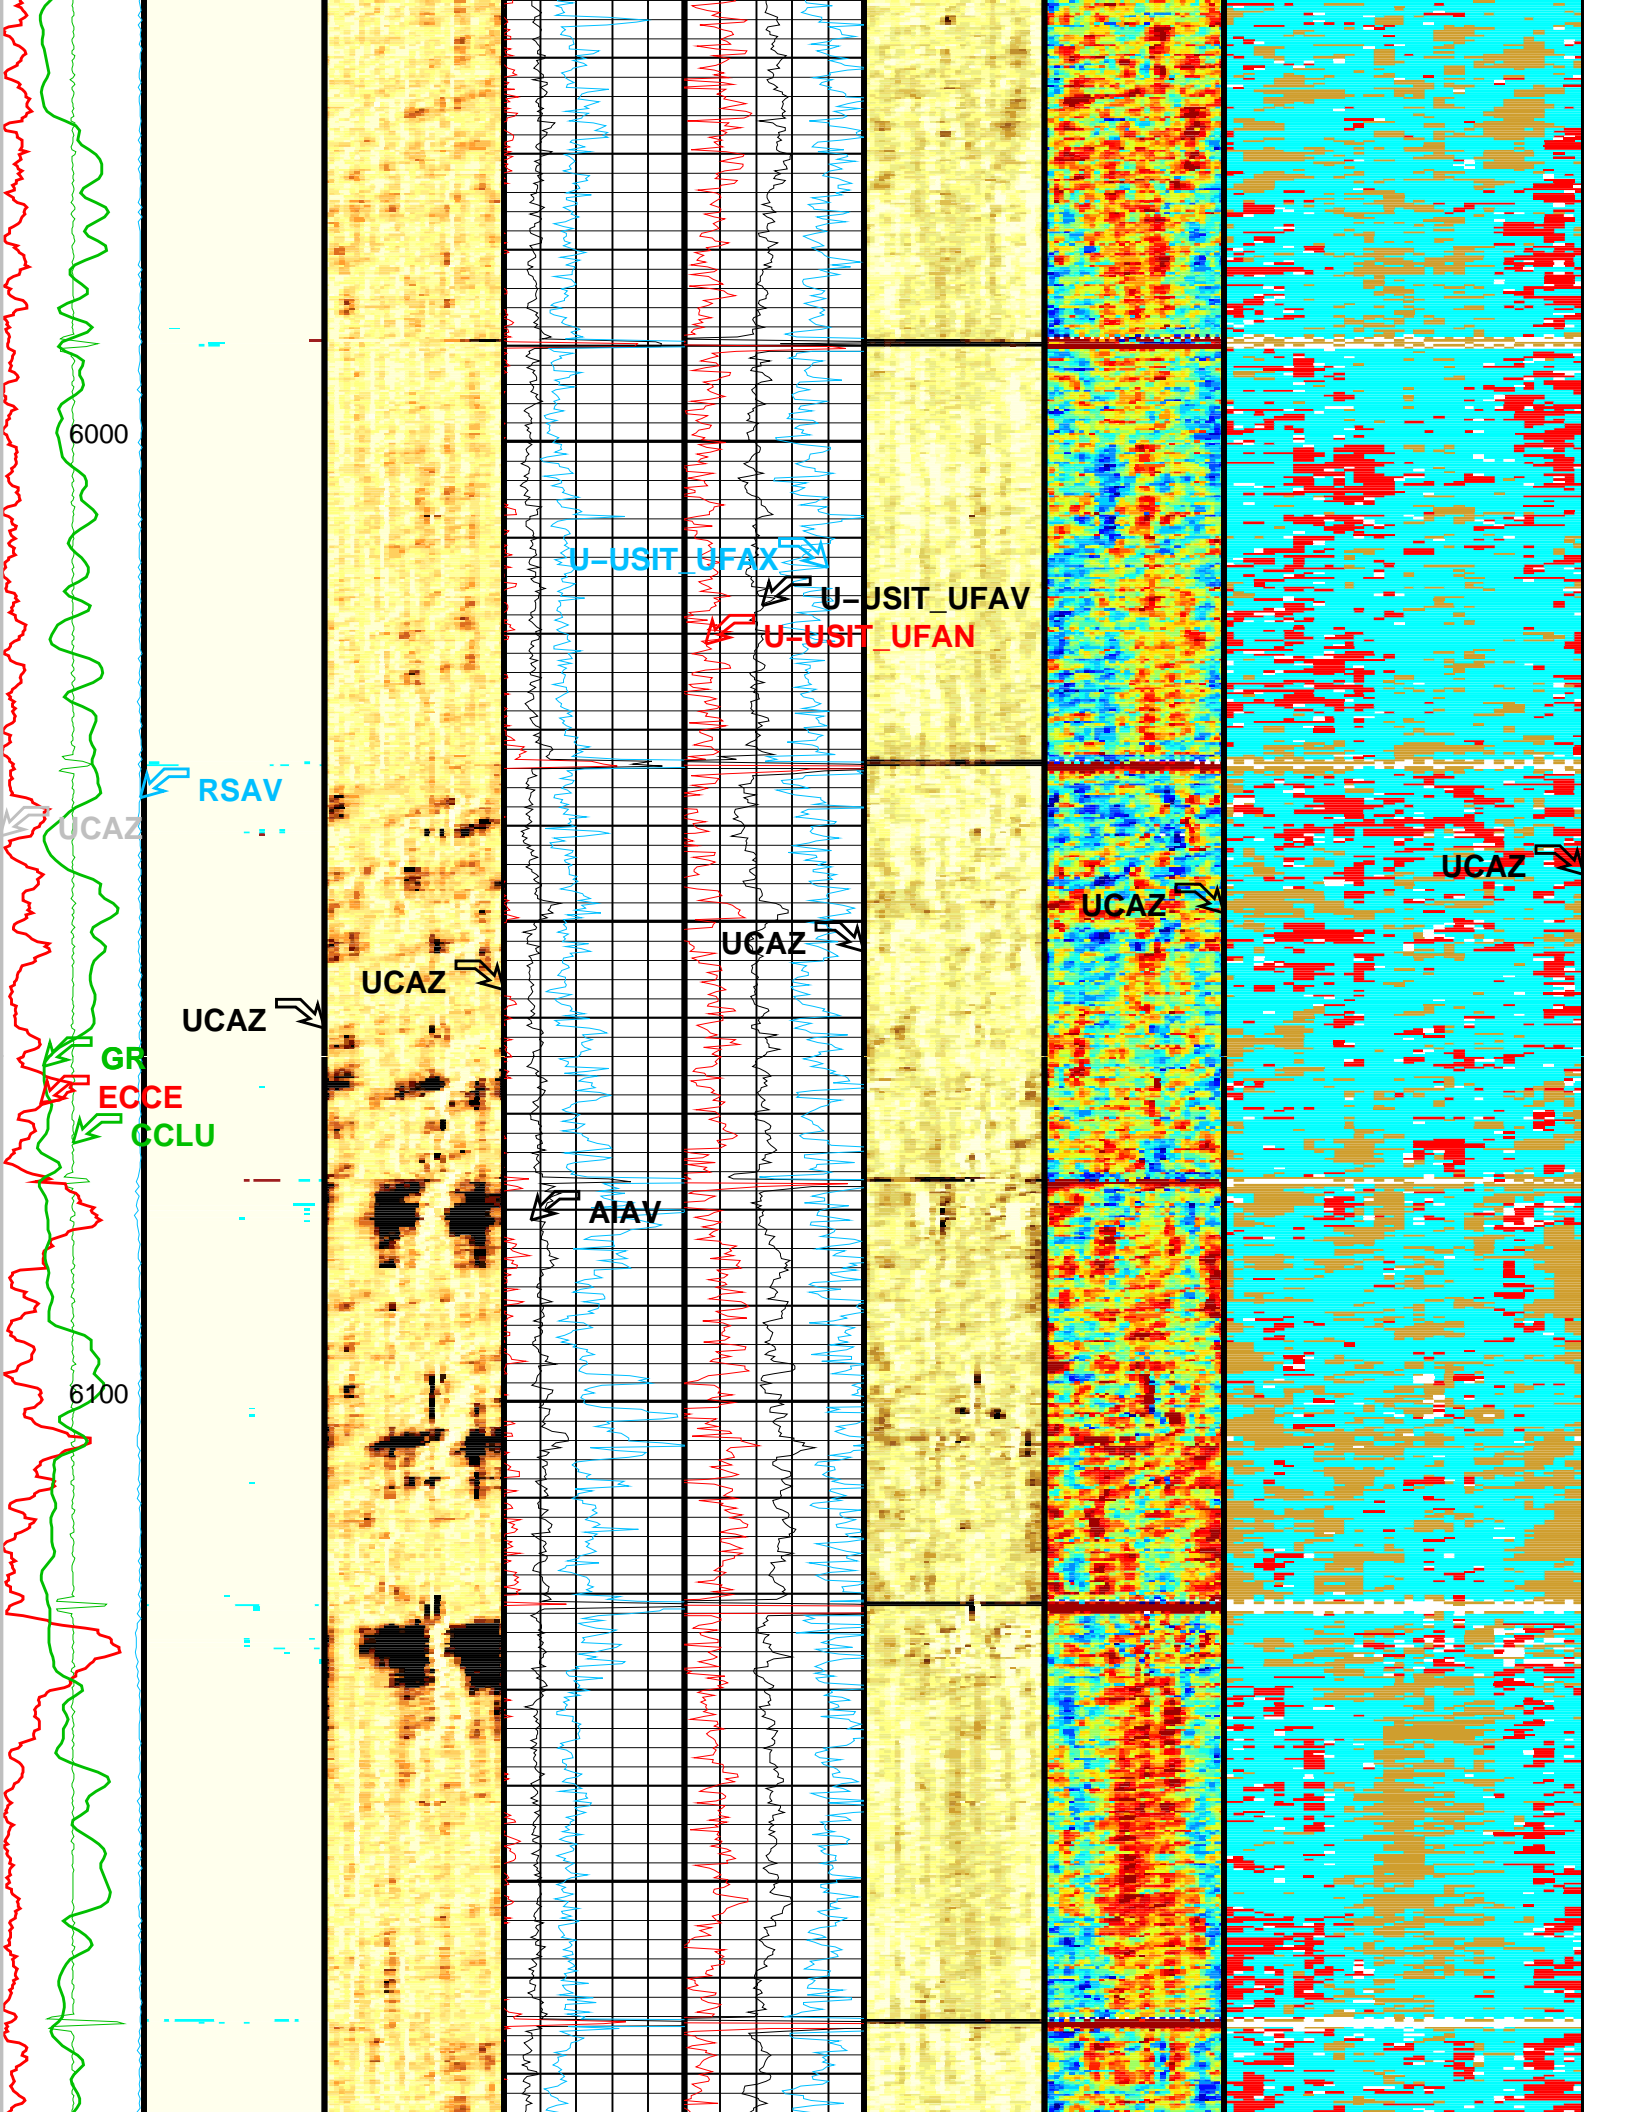 6000
U-USIT_UFAX
U-USIT_UFAV
U-USIT_UFAN
RSAV
UCAZ
UCAZ
UCAZ
UCAZ
UCAZ
UCAZ
GR
ECCE
CCLU
AIAV
6100